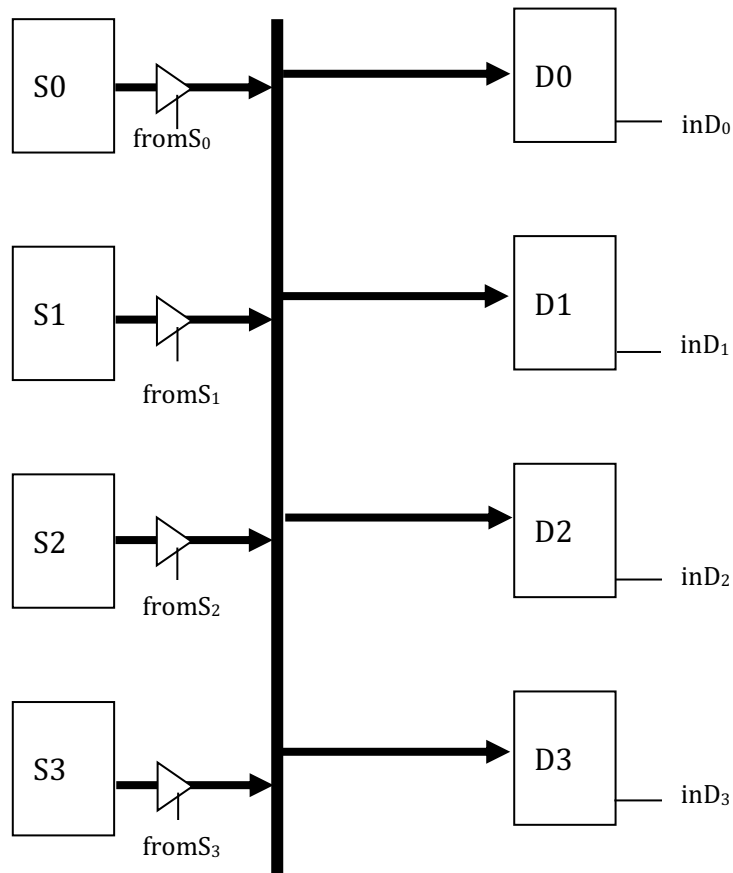 S0
D0
fromS₀
inD₀
S1
D1
fromS₁
inD₁
S2
D2
fromS₂
inD₂
S3
D3
fromS₃
inD₃